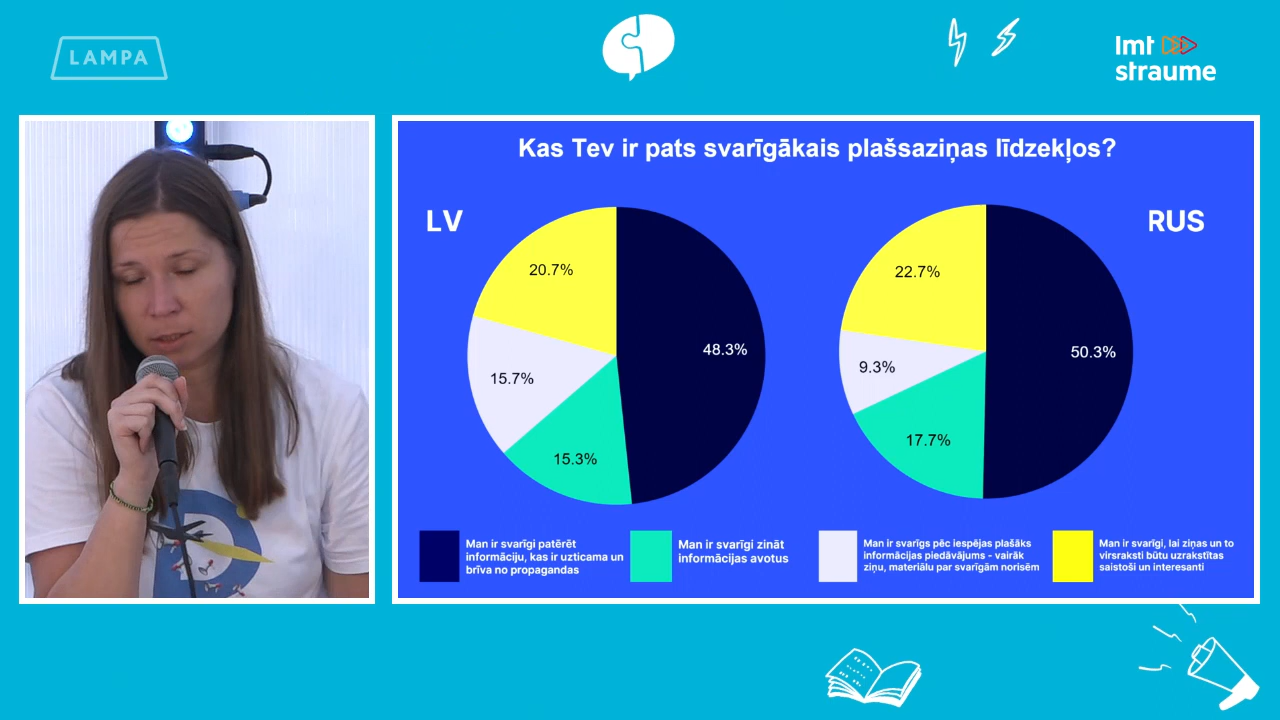 LAMPA
lmt
straume
Kas Tev ir pats svarīgākais plašsaziņas līdzekļos?
LV
RUS
20.7%
48.3%
15.7%
15.3%
22.7%
50.3%
9.3%
17.7%
Man ir svarīgi patērēt
informāciju, kas ir uzticama un
brīva no propagandas
Man ir svarīgi zināt
informācijas avotus
Man ir svarīgs pēc iespējas plašāks
informācijas piedāvājums - vairāk
ziņu, materiālu par svarīgām norisēm
Man ir svarīgi, lai ziņas un to
virsraksti būtu uzrakstītas
saistoši un interesanti